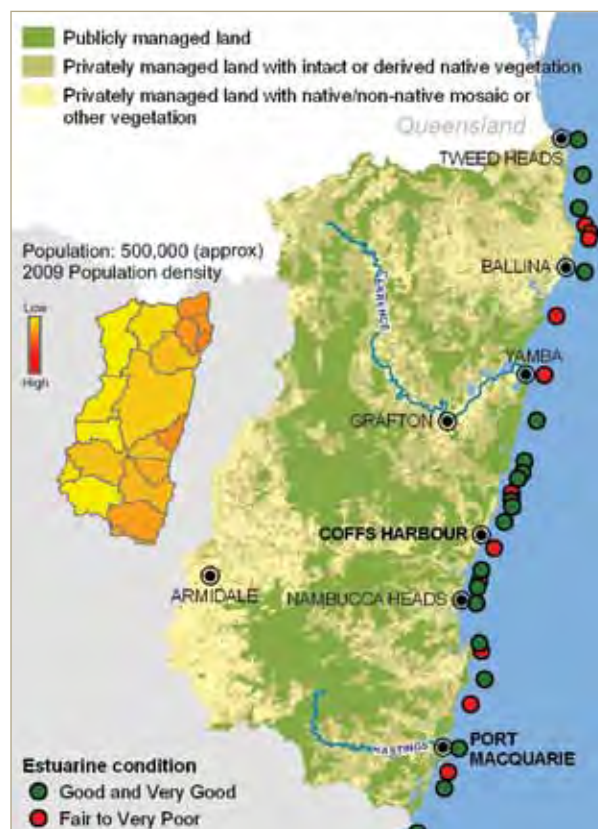 Publicly managed land
Privately managed land with intact or derived native vegetation
Privately managed land with native/non-native mosaic or
other vegetation
Queensland
TWEED HEADS
Population: 500,000 (approx)
2009 Population density
Low
High
BALLINA
CLARENCE
YAMBA
GRAFTON
COFFS HARBOUR
ARMIDALE
NAMBUCCA HEADS
HASTINGS
PORT
MACQUARIE
Estuarine condition
Good and Very Good
Fair to Very Poor